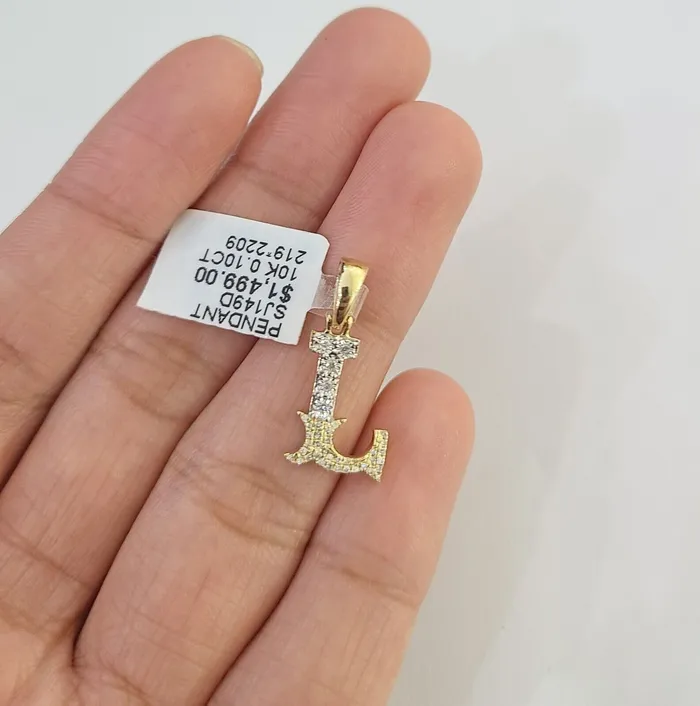 PENDANT
SJ149D
$1,499.00
10K 0.10CT
219*2209
L